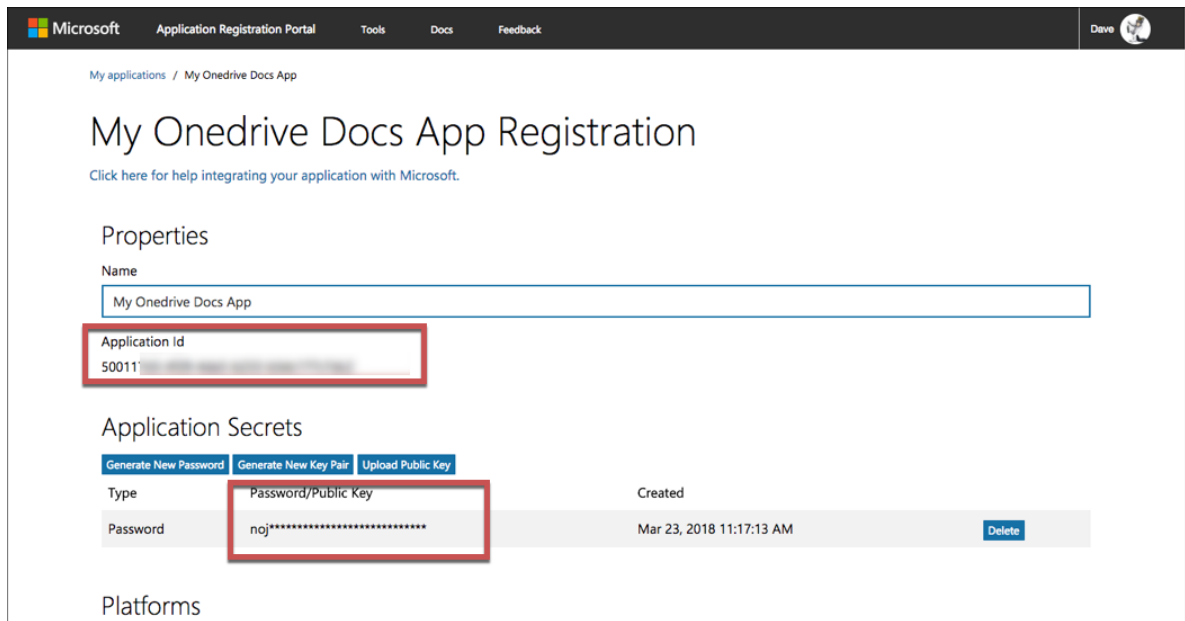 Microsoft Application Registration Portal Tools Docs Feedback Dave
My applications / My Onedrive Docs App
My Onedrive Docs App Registration
Click here for help integrating your application with Microsoft.
Properties
Name
My Onedrive Docs App
Application Id
50011
Application Secrets
Generate New Password Generate New Key Pair Upload Public Key
Type Password/Public Key Created
Password noj**************************** Mar 23, 2018 11:17:13 AM Delete
Platforms